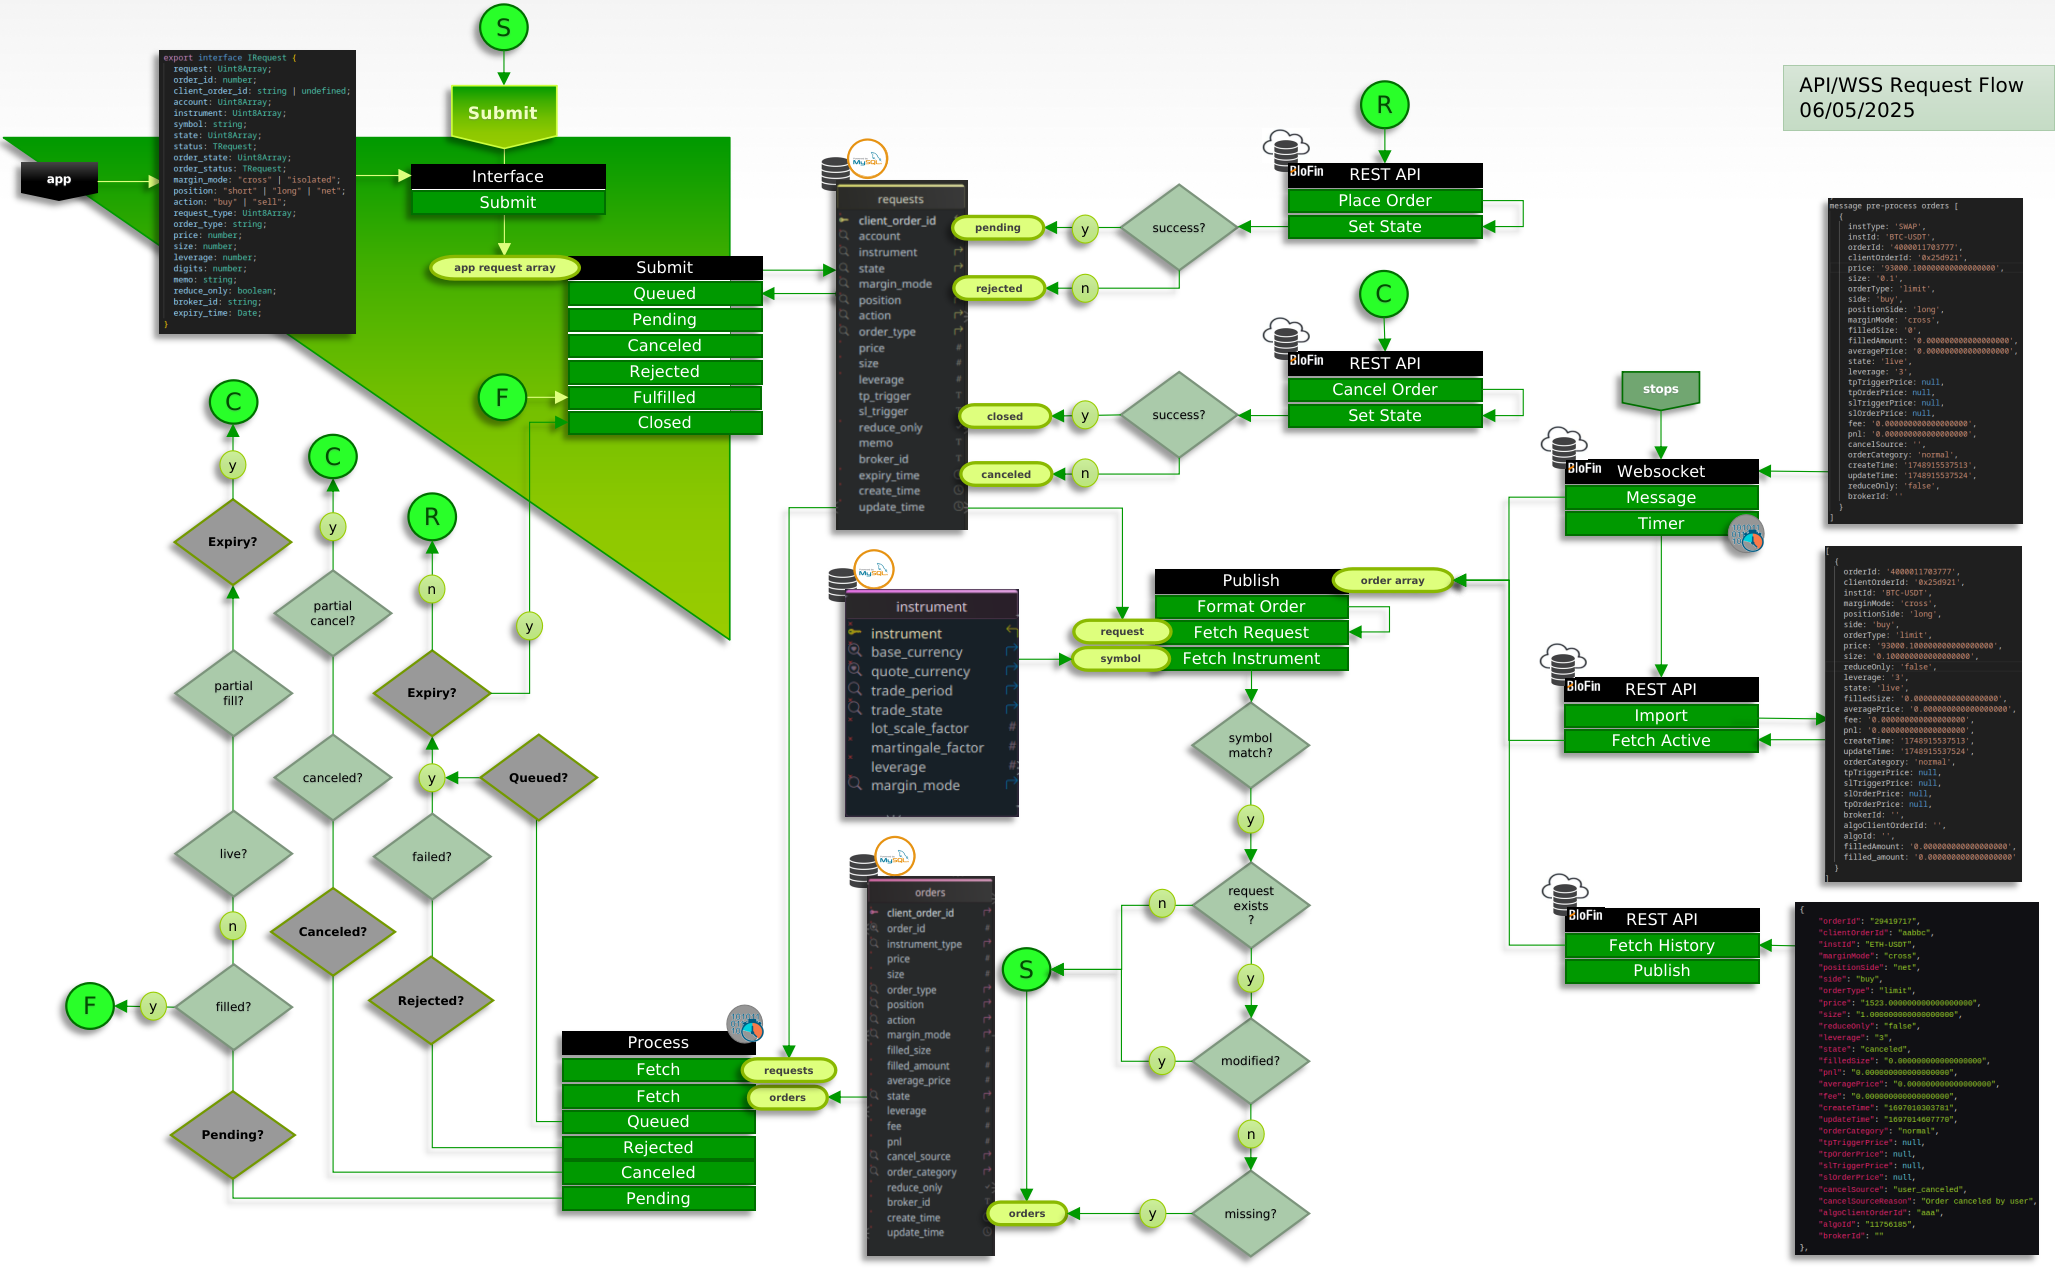 S
Submit
API/WSS Request Flow
06/05/2025
export interface IRequest {
request: Uint8Array;
order_id: number;
client_order_id: string | undefined;
account: Uint8Array;
instrument: Uint8Array;
symbol: string;
state: Uint8Array;
status: TRequest;
order_state: Uint8Array;
order_status: TRequest;
margin_mode: "cross" | "isolated";
position: "short" | "long" | "net";
action: "buy" | "sell";
request_type: Uint8Array;
order_type: string;
price: number;
size: number;
leverage: number;
digits: number;
memo: string;
reduce_only: boolean;
broker_id: string;
expiry_time: Date;
}
app
Interface
Submit
app request array
Submit
Queued
Pending
Canceled
Rejected
Fulfilled
Closed
F
MySQL
requests
client_order_id
account
instrument
state
margin_mode
position
action
order_type
price
size
leverage
tp_trigger
sl_trigger
reduce_only
memo
broker_id
expiry_time
create_time
update_time
pending
y
success?
rejected
n
closed
y
success?
canceled
n
R
BloFin
REST API
Place Order
Set State
C
BloFin
REST API
Cancel Order
Set State
stops
BloFin
Websocket
Message
Timer
message pre-process orders [
{
instType: 'SWAP',
instId: 'BTC-USDT',
orderId: '4000011703777',
clientOrderId: '0x25d921',
price: '93000.100000000000000000',
size: '0.1',
orderType: 'limit',
side: 'buy',
positionSide: 'long',
marginMode: 'cross',
filledSize: '0',
filledAmount: '0.000000000000000000',
averagePrice: '0.000000000000000000',
state: 'live',
leverage: '3',
tpTriggerPrice: null,
tpOrderPrice: null,
slTriggerPrice: null,
slOrderPrice: null,
fee: '0.000000000000000000',
pnl: '0.000000000000000000',
cancelSource: '',
orderCategory: 'normal',
createTime: '1748915537513',
updateTime: '1748915537524',
reduceOnly: 'false',
brokerId: ''
}
]
C
y
Expiry?
partial
fill?
live?
n
filled?
y
F
Pending?
C
y
partial
cancel?
canceled?
Canceled?
R
n
Expiry?
y
y
Queued?
failed?
Rejected?
MySQL
instrument
instrument
base_currency
quote_currency
trade_period
trade_state
lot_scale_factor
martingale_factor
leverage
margin_mode
Publish
order array
Format Order
request
Fetch Request
symbol
Fetch Instrument
symbol
match?
y
request
exists
?
n
y
modified?
y
n
missing?
y
S
orders
BloFin
REST API
Import
Fetch Active
[
{
orderId: '4000011703777',
clientOrderId: '0x25d921',
instId: 'BTC-USDT',
marginMode: 'cross',
positionSide: 'long',
side: 'buy',
orderType: 'limit',
price: '93000.100000000000000000',
size: '0.100000000000000000',
reduceOnly: 'false',
leverage: '3',
state: 'live',
filledSize: '0.000000000000000000',
averagePrice: '0.000000000000000000',
fee: '0.000000000000000000',
pnl: '0.000000000000000000',
createTime: '1748915537513',
updateTime: '1748915537524',
orderCategory: 'normal',
tpTriggerPrice: null,
slTriggerPrice: null,
slOrderPrice: null,
tpOrderPrice: null,
brokerId: '',
algoClientOrderId: '',
algoId: '',
filledAmount: '0.000000000000000000',
filled_amount: '0.000000000000000000'
}
]
MySQL
orders
client_order_id
order_id
instrument_type
price
size
order_type
position
action
margin_mode
filled_size
filled_amount
average_price
state
leverage
fee
pnl
cancel_source
order_category
reduce_only
broker_id
create_time
update_time
Process
Fetch
requests
Fetch
orders
Queued
Rejected
Canceled
Pending
BloFin
REST API
Fetch History
Publish
{
"orderId": "29419717",
"clientOrderId": "aabbc",
"instId": "ETH-USDT",
"marginMode": "cross",
"positionSide": "net",
"side": "buy",
"orderType": "limit",
"price": "1523.000000000000000000",
"size": "1.000000000000000000",
"reduceOnly": "false",
"leverage": "3",
"state": "canceled",
"filledSize": "0.000000000000000000",
"pnl": "0.000000000000000000",
"averagePrice": "0.000000000000000000",
"fee": "0.000000000000000000",
"createTime": "1697010303781",
"updateTime": "1697014607770",
"orderCategory": "normal",
"tpTriggerPrice": null,
"tpOrderPrice": null,
"slTriggerPrice": null,
"slOrderPrice": null,
"cancelSource": "user_canceled",
"cancelSourceReason": "Order canceled by user",
"algoClientOrderId": "aaa",
"algoId": "11756185",
"brokerId": ""
},